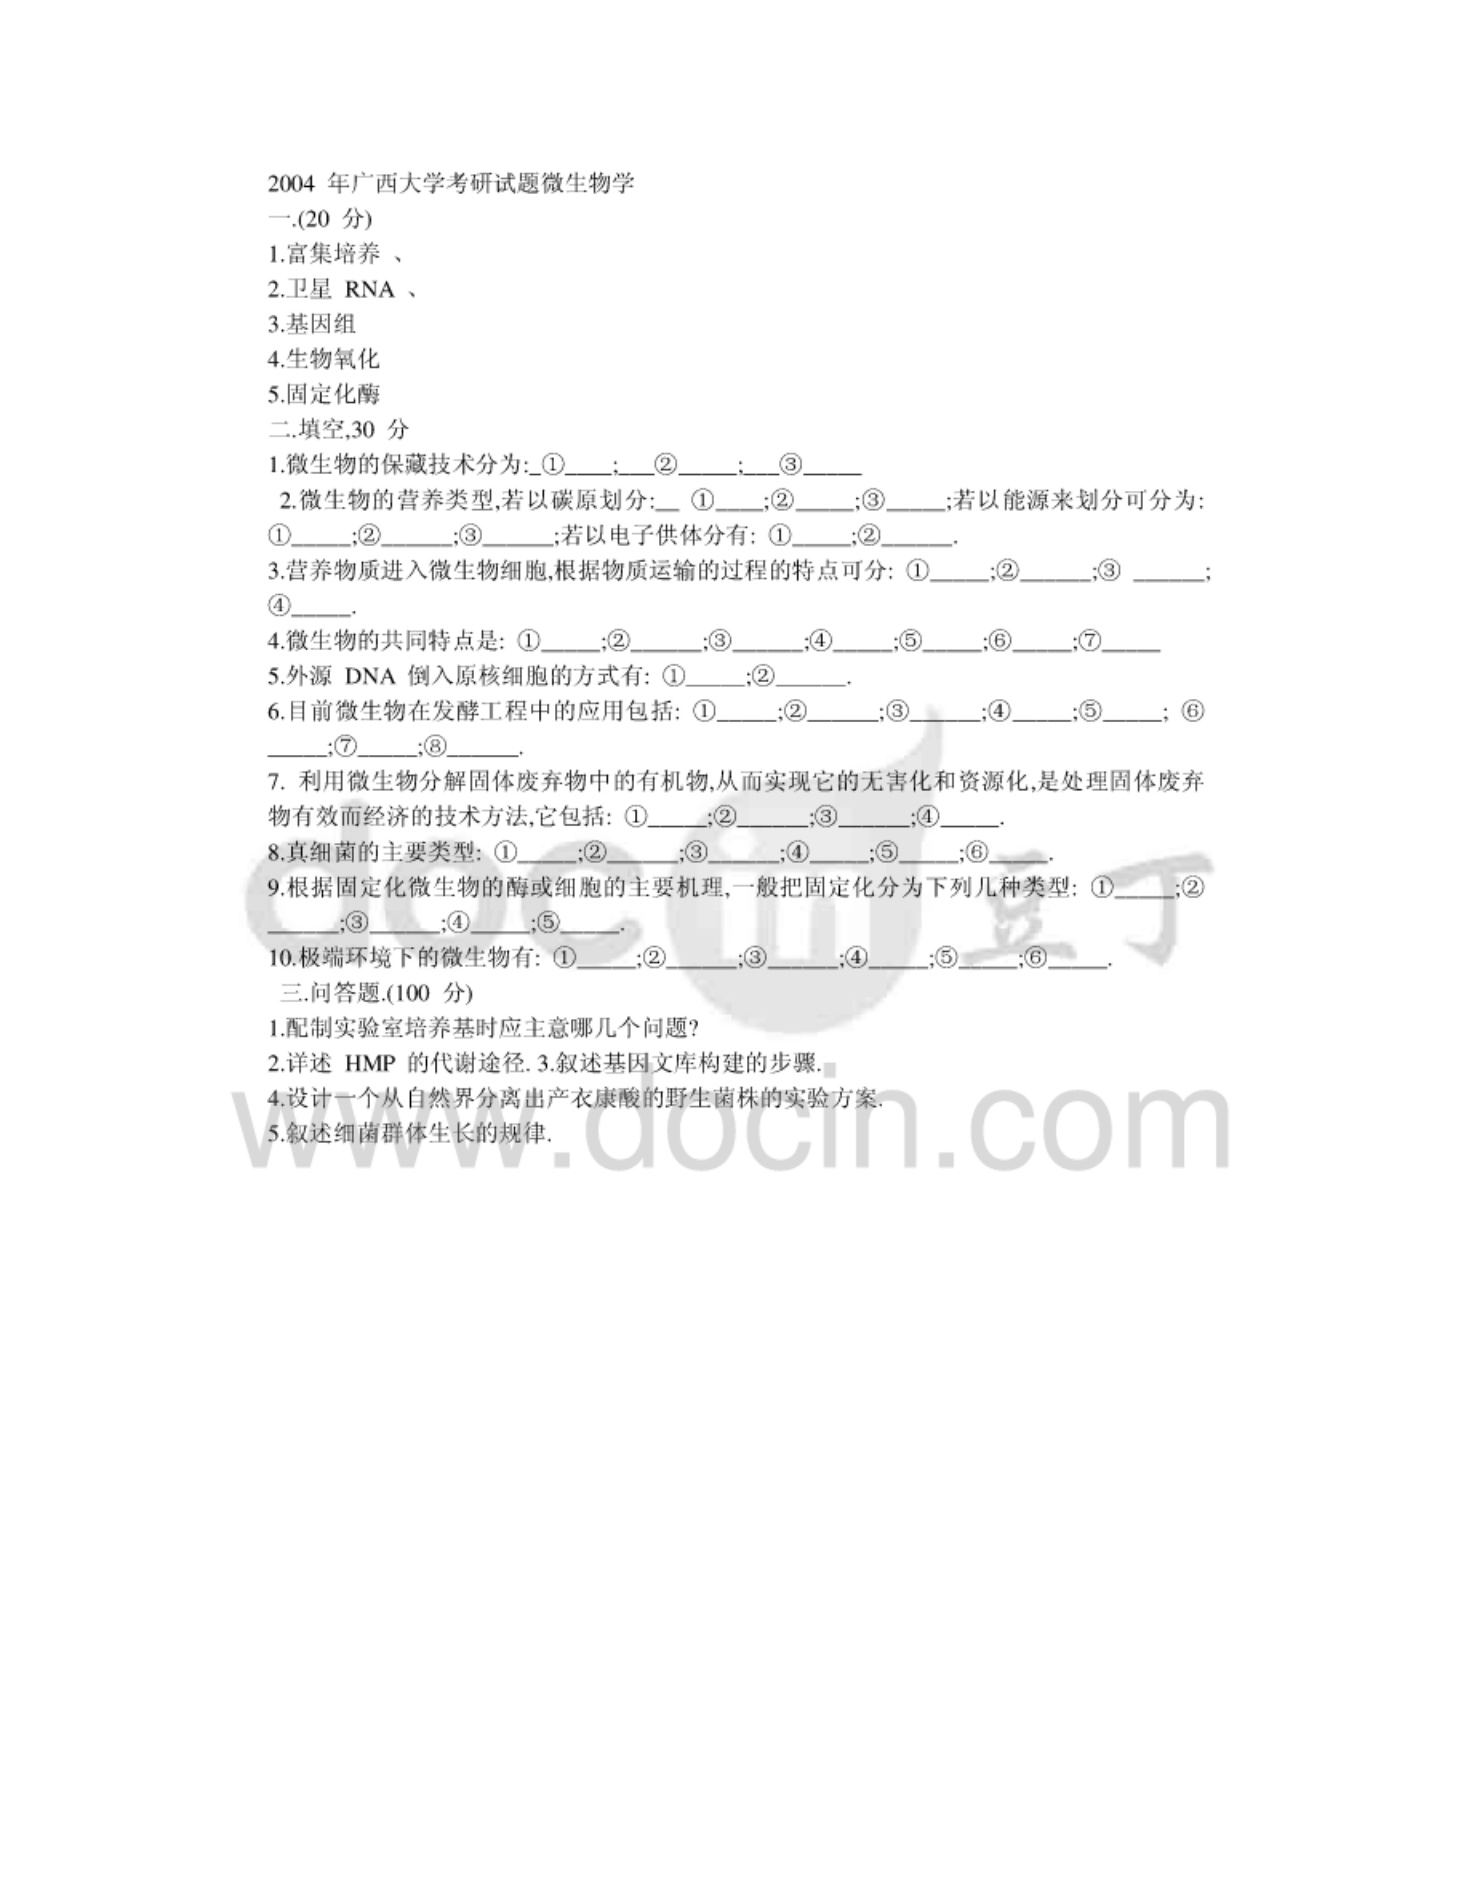 2004 年广西大学考研试题微生物学
一.(20 分)
1.富集培养 、
2.卫星 RNA 、
3.基因组
4.生物氧化
5.固定化酶
二.填空,30 分
1.微生物的保藏技术分为:_①____;___②_____;___③_____
2.微生物的营养类型,若以碳原划分:__ ①____;②_____;③_____;若以能源来划分可分为:
①_____;②______;③______;若以电子供体分有: ①_____;②______.
3.营养物质进入微生物细胞,根据物质运输的过程的特点可分: ①_____;②______;③ ______;
④_____.
4.微生物的共同特点是: ①_____;②______;③______;④_____;⑤_____;⑥_____;⑦_____
5.外源 DNA 倒入原核细胞的方式有: ①_____;②______.
6.目前微生物在发酵工程中的应用包括: ①_____;②______;③______;④_____;⑤_____; ⑥
_____;⑦_____;⑧______.
7. 利用微生物分解固体废弃物中的有机物,从而实现它的无害化和资源化,是处理固体废弃
物有效而经济的技术方法,它包括: ①_____;②______;③______;④_____.
8.真细菌的主要类型: ①_____;②______;③______;④_____;⑤_____;⑥_____.
9.根据固定化微生物的酶或细胞的主要机理,一般把固定化分为下列几种类型: ①_____;②
______;③______;④_____;⑤_____.
10.极端环境下的微生物有: ①_____;②______;③______;④_____;⑤_____;⑥_____.
三.问答题.(100 分)
1.配制实验室培养基时应主意哪几个问题?
2.详述 HMP 的代谢途径. 3.叙述基因文库构建的步骤.
4.设计一个从自然界分离出产衣康酸的野生菌株的实验方案.
5.叙述细菌群体生长的规律.
docin 豆丁
www.docin.com